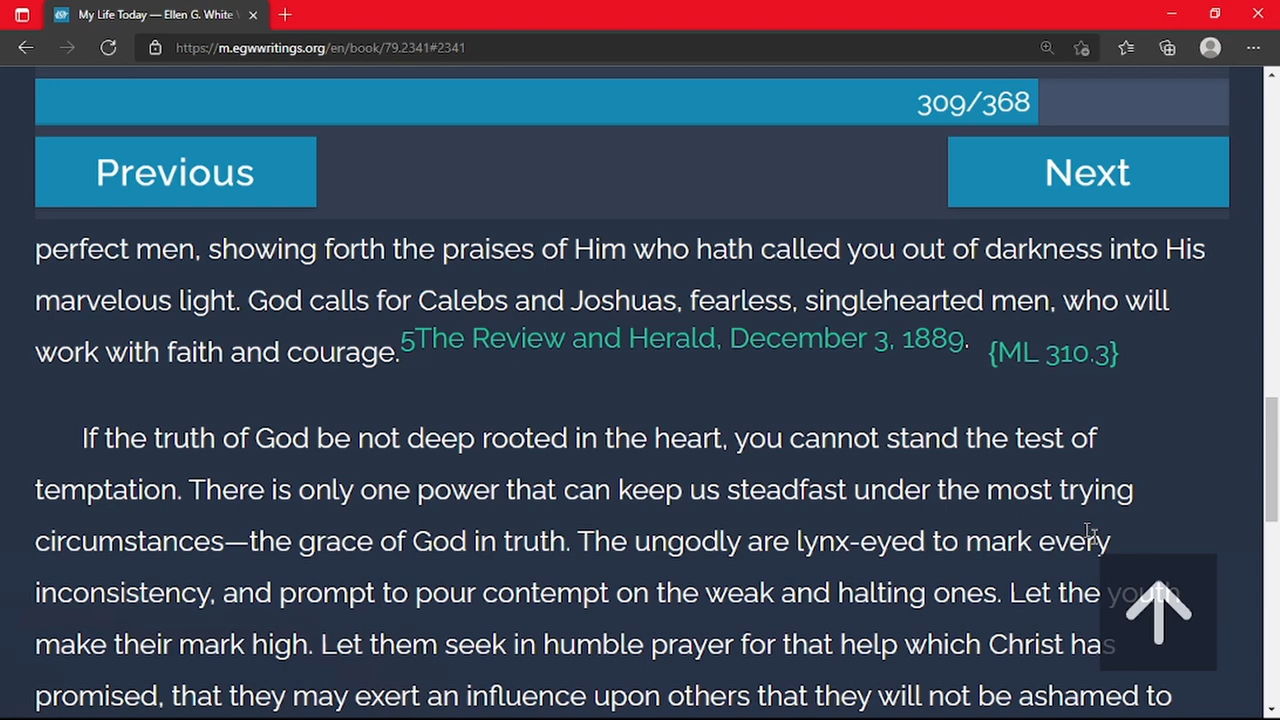 My Life Today — Ellen G. White
https://m.egwwritings.org/en/book/79.2341#2341
309/368
Previous
Next
perfect men, showing forth the praises of Him who hath called you out of darkness into His
marvelous light. God calls for Calebs and Joshuas, fearless, singlehearted men, who will
work with faith and courage.5The Review and Herald, December 3, 1889. {ML 310.3}
If the truth of God be not deep rooted in the heart, you cannot stand the test of
temptation. There is only one power that can keep us steadfast under the most trying
circumstances—the grace of God in truth. The ungodly are lynx-eyed to mark every
inconsistency, and prompt to pour contempt on the weak and halting ones. Let the youth
make their mark high. Let them seek in humble prayer for that help which Christ has
promised, that they may exert an influence upon others that they will not be ashamed to